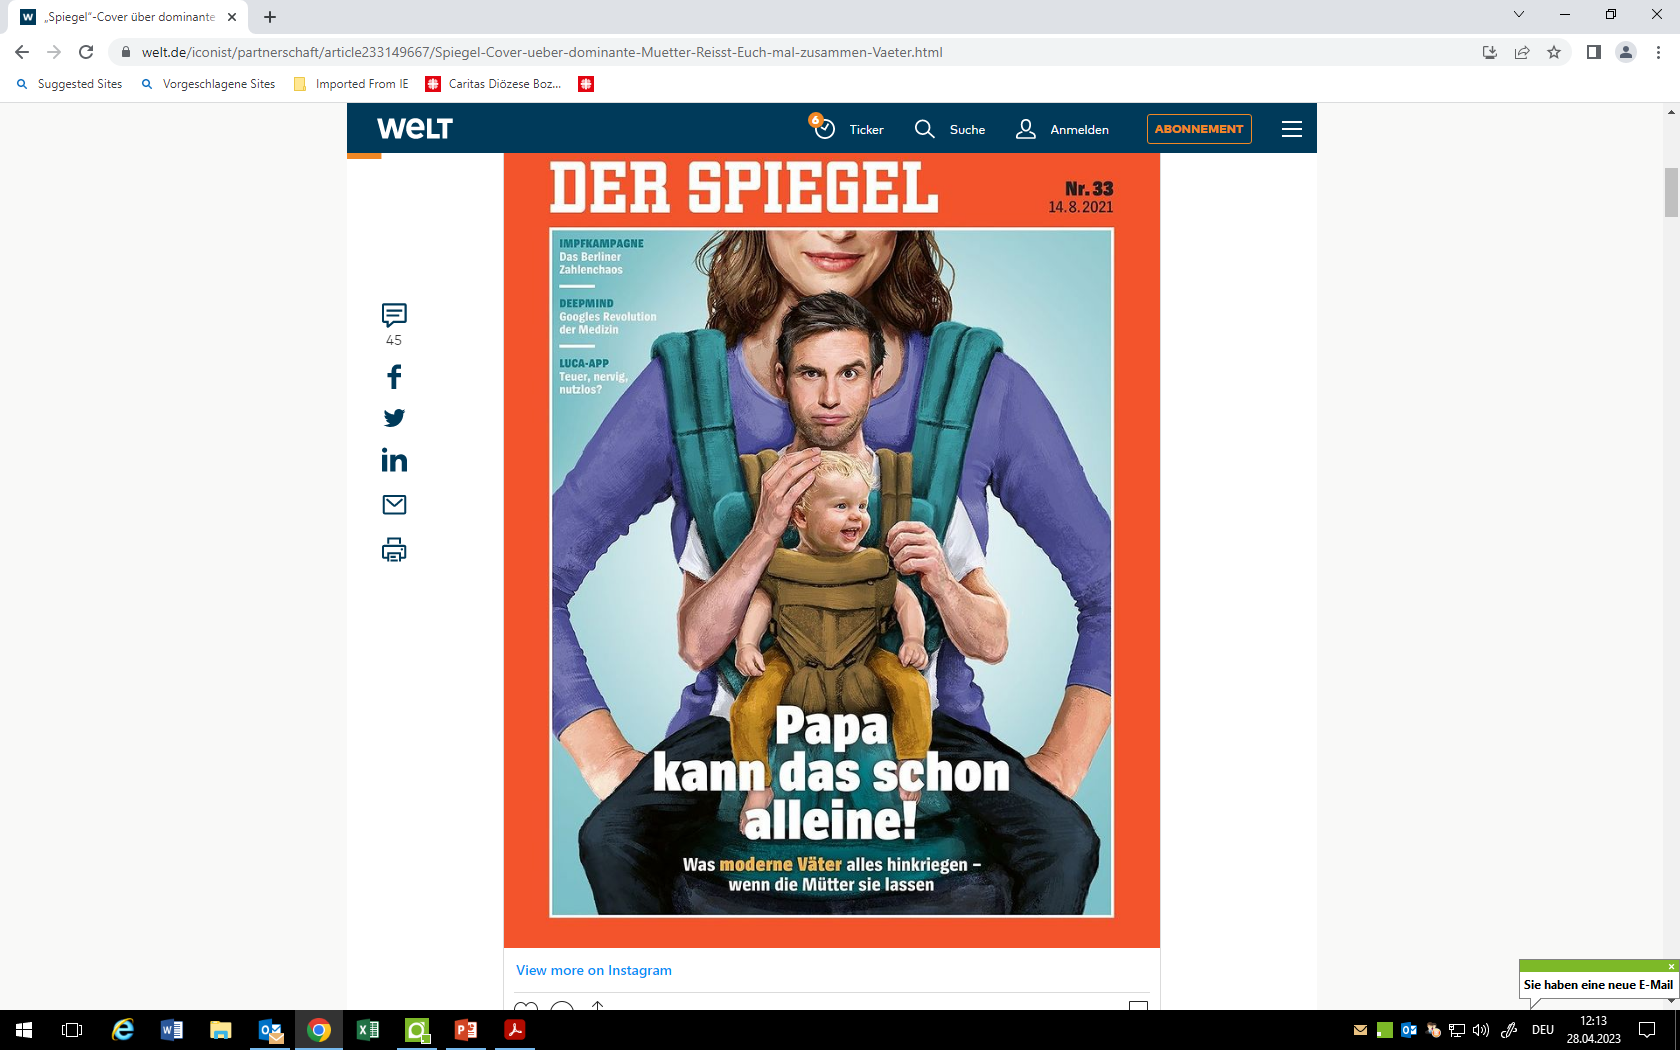 „Spiegel“-Cover über dominante
welt.de/iconist/partnerschaft/article233149667/Spiegel-Cover-ueber-dominante-Muetter-Reisst-Euch-mal-zusammen-Vaeter.html
Suggested Sites
Vorgeschlagene Sites
Imported From IE
Caritas Diözese Boz...
WELT
6
Ticker
Suche
Anmelden
ABONNEMENT
DER SPIEGEL
Nr. 33
14. 8. 2021
IMPFKAMPAGNE
Das Berliner
Zahlenchaos
DEEPMIND
Googles Revolution
der Medizin
LUCA-APP
Teuer, nervig,
nutzlos?
45
Papa
kann das schon
alleine!
Was moderne Väter alles hinkriegen –
wenn die Mütter sie lassen
View more on Instagram
Sie haben eine neue E-Mail
DEU
12:13
28.04.2023